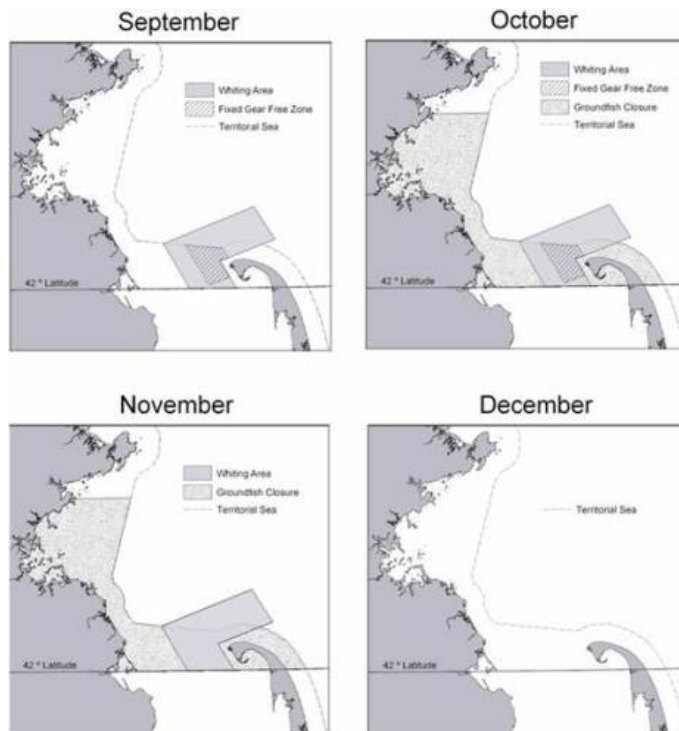 September
Whiting Area
Fixed Gear Free Zone
Territorial Sea
42 ° Latitude
October
Whiting Area
Fixed Gear Free Zone
Groundfish Closure
Territorial Sea
42 ° Latitude
November
Whiting Area
Groundfish Closure
Territorial Sea
42 ° Latitude
December
Territorial Sea
42 ° Latitude